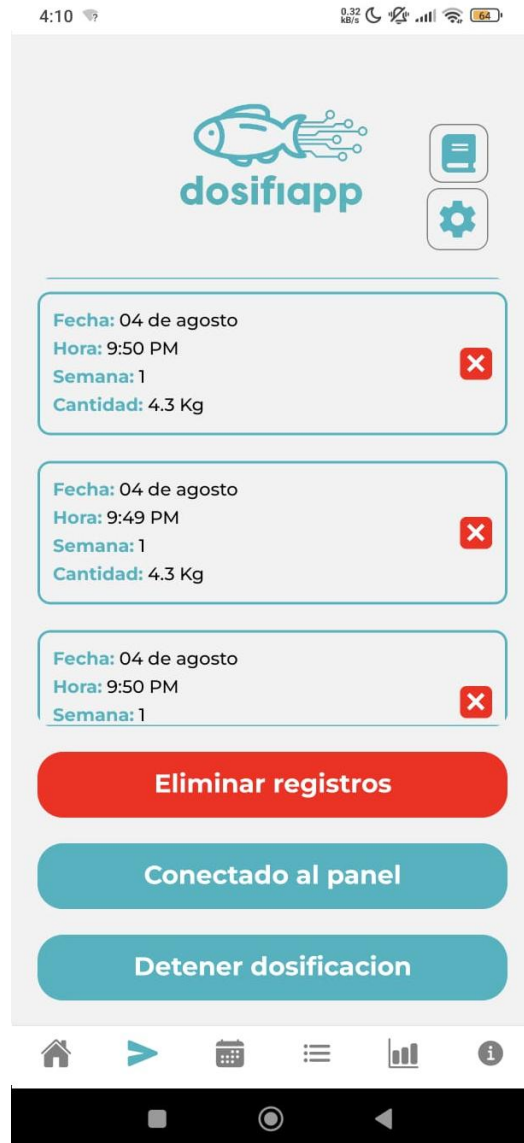 4:10
0.32
kB/s
64
dosifiapp
Fecha: 04 de agosto
Hora: 9:50 PM
Semana: 1
Cantidad: 4.3 Kg
Fecha: 04 de agosto
Hora: 9:49 PM
Semana: 1
Cantidad: 4.3 Kg
Fecha: 04 de agosto
Hora: 9:50 PM
Semana: 1
Eliminar registros
Conectado al panel
Detener dosificacion